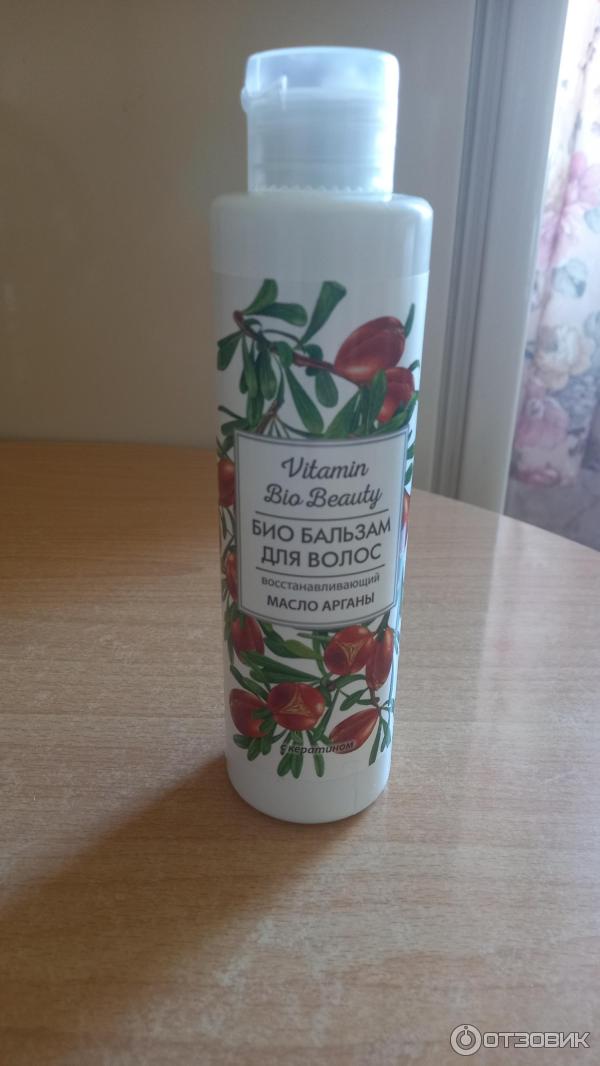 Vitamin
Bio Beauty
БИО БАЛЬЗАМ
ДЛЯ ВОЛОС
восстанавливающий
МАСЛО АРГАНЫ
с кератином
ОТЗОВИК